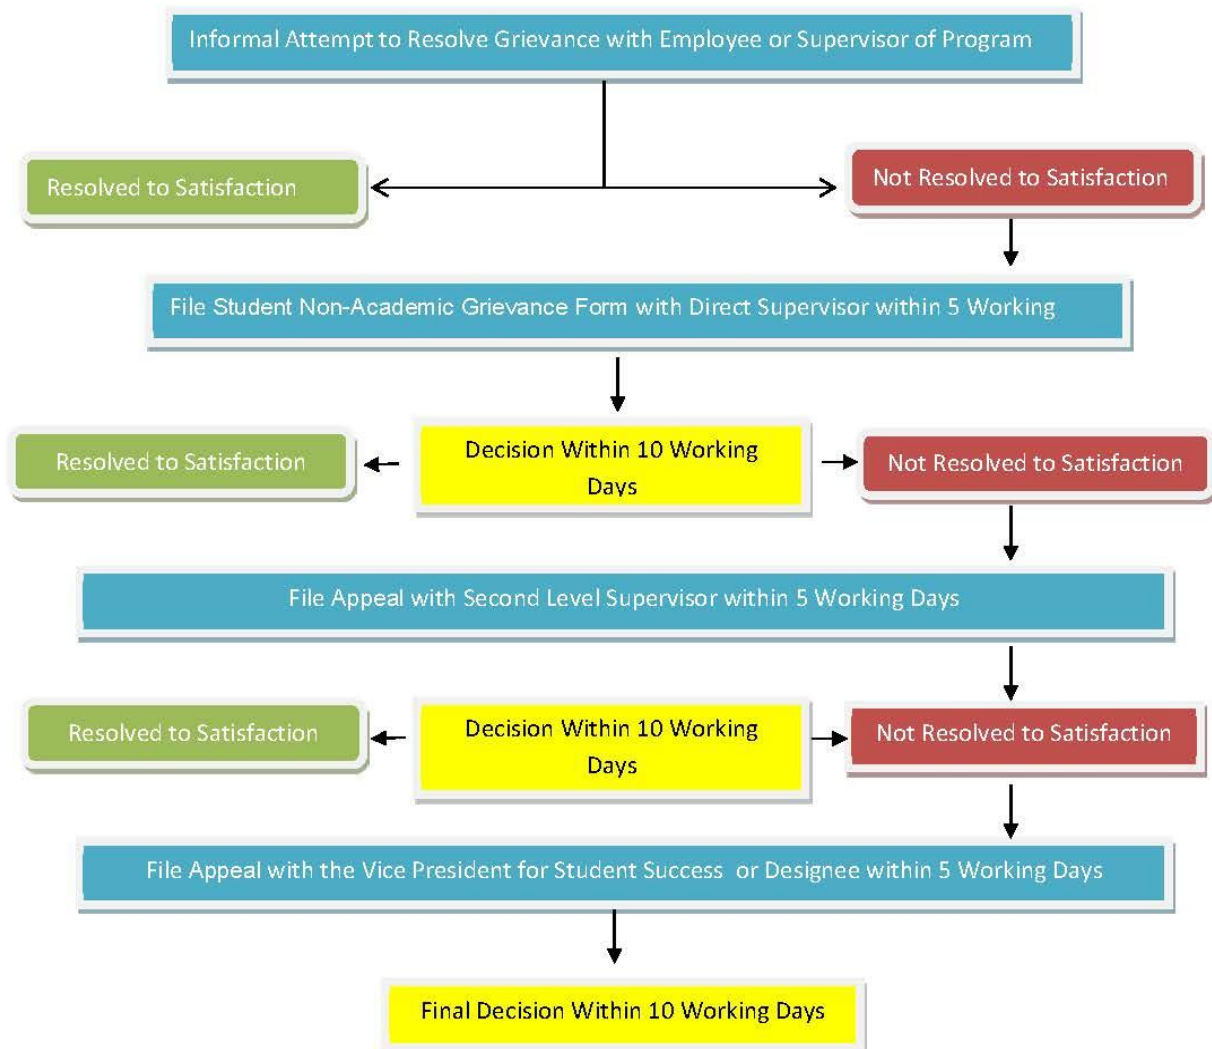 Informal Attempt to Resolve Grievance with Employee or Supervisor of Program
Resolved to Satisfaction
Not Resolved to Satisfaction
File Student Non-Academic Grievance Form with Direct Supervisor within 5 Working
Resolved to Satisfaction
Decision Within 10 Working
Days
Not Resolved to Satisfaction
File Appeal with Second Level Supervisor within 5 Working Days
Resolved to Satisfaction
Decision Within 10 Working
Days
Not Resolved to Satisfaction
File Appeal with the Vice President for Student Success or Designee within 5 Working Days
Final Decision Within 10 Working Days